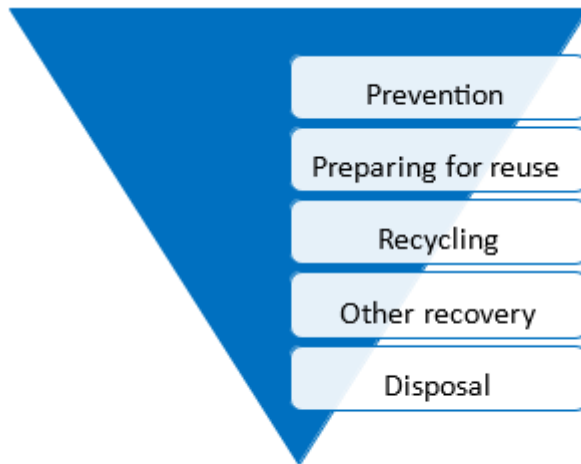 Prevention
Preparing for reuse
Recycling
Other recovery
Disposal